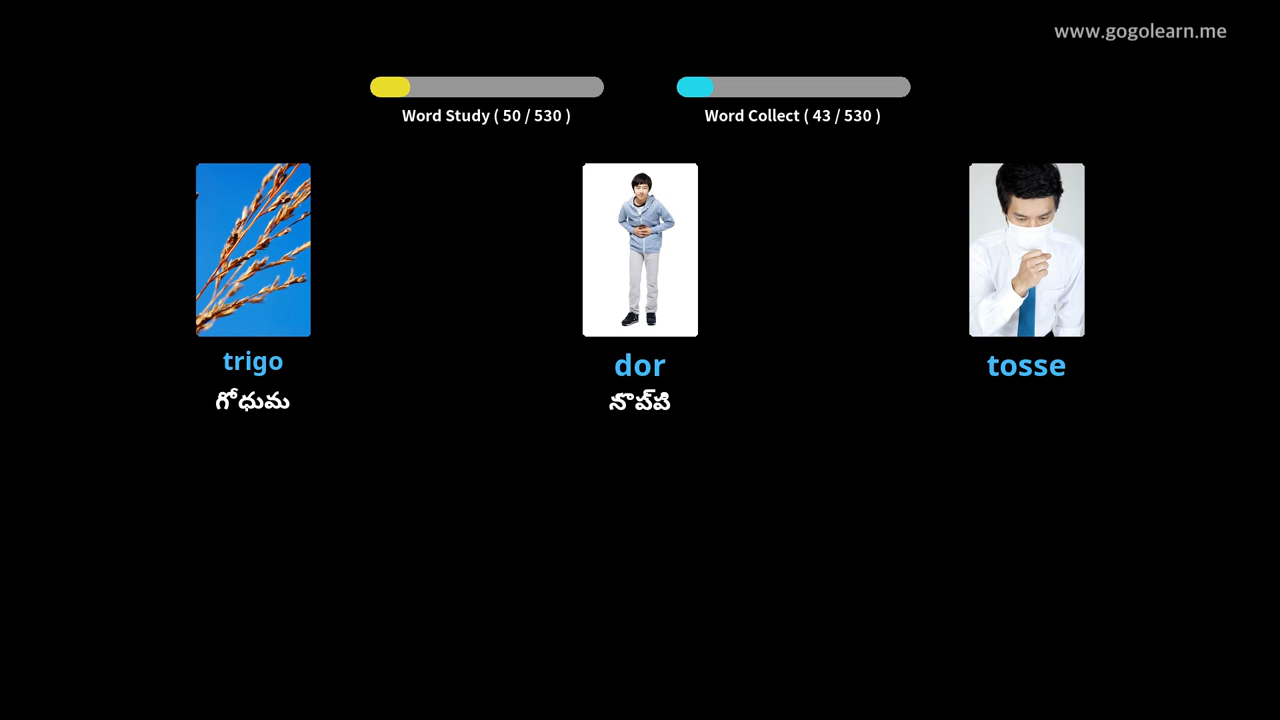 www.gogolearn.me
Word Study ( 50 / 530 )
Word Collect ( 43 / 530 )
trigo
dor
tosse
గోధుమ
నొప్పి